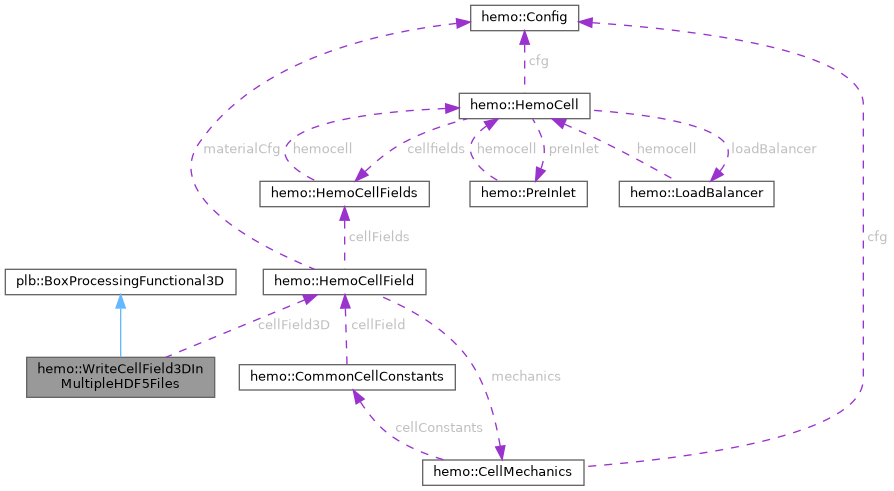 hemo::Config
cfg
hemo::HemoCell
materialCfg
hemocell
cellfields
hemocell
preInlet
hemocell
loadBalancer
hemo::HemoCellFields
hemo::PreInlet
hemo::LoadBalancer
cellFields
cfg
plb::BoxProcessingFunctional3D
hemo::HemoCellField
cellField3D
cellField
hemo::WriteCellField3DIn
MultipleHDF5Files
hemo::CommonCellConstants
mechanics
cellConstants
hemo::CellMechanics